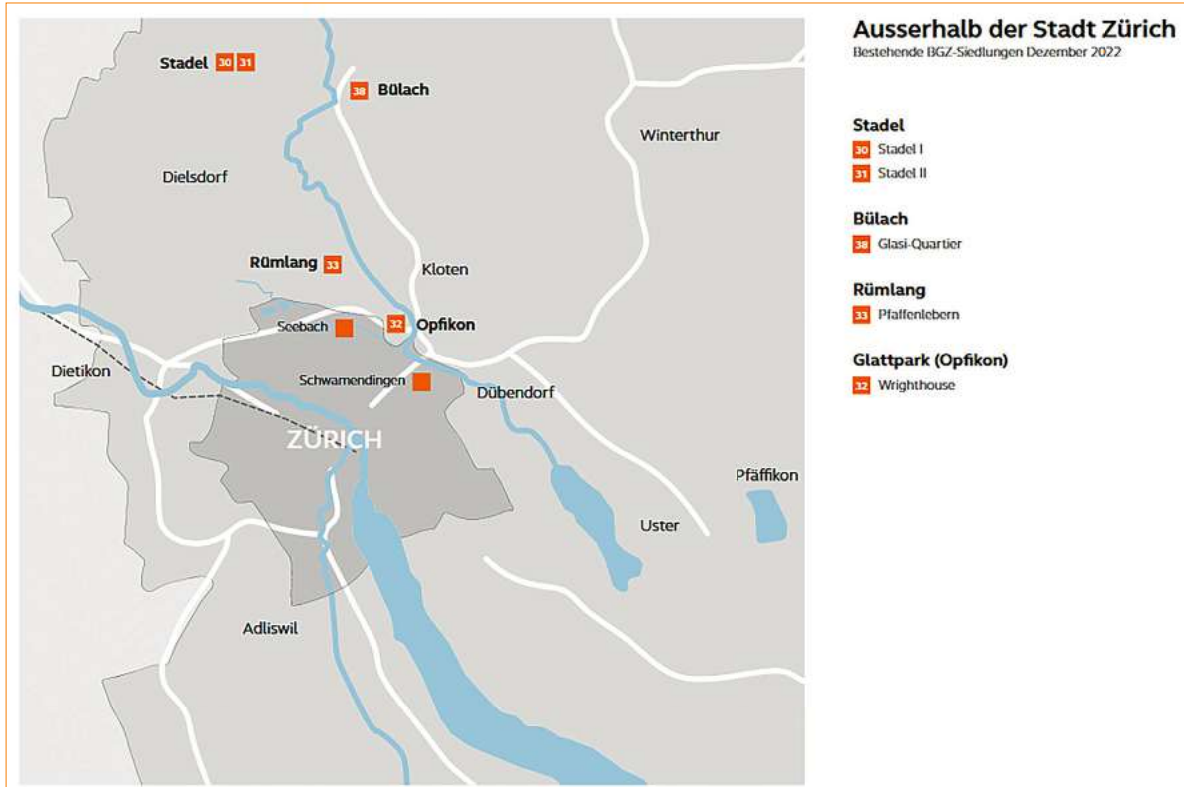 Ausserhalb der Stadt Zürich
Bestehende BGZ-Siedlungen Dezember 2022
Stadel
30 Stadel I
31 Stadel II
Bülach
38 Glasi-Quartier
Rümlang
33 Pfaffenlebern
Glattpark (Opfikon)
32 Wrighthouse
Stadel 30 31
38 Bülach
Winterthur
Dielsdorf
Rümlang 33
Kloten
Seebach
32 Opfikon
Dietikon
Schwamendingen
Dübendorf
ZÜRICH
Pfäffikon
Uster
Adliswil